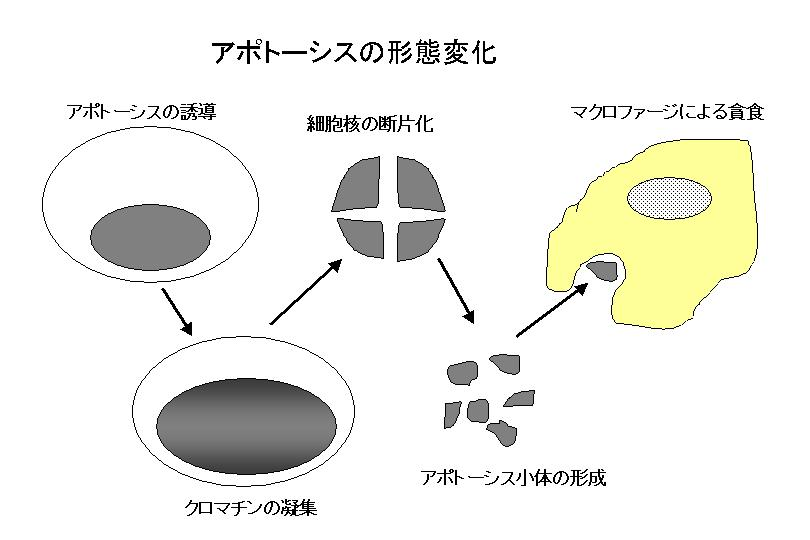 アポトーシスの形態変化
アポトーシスの誘導
細胞核の断片化
マクロファージによる貪食
アポトーシス小体の形成
クロマチンの凝集